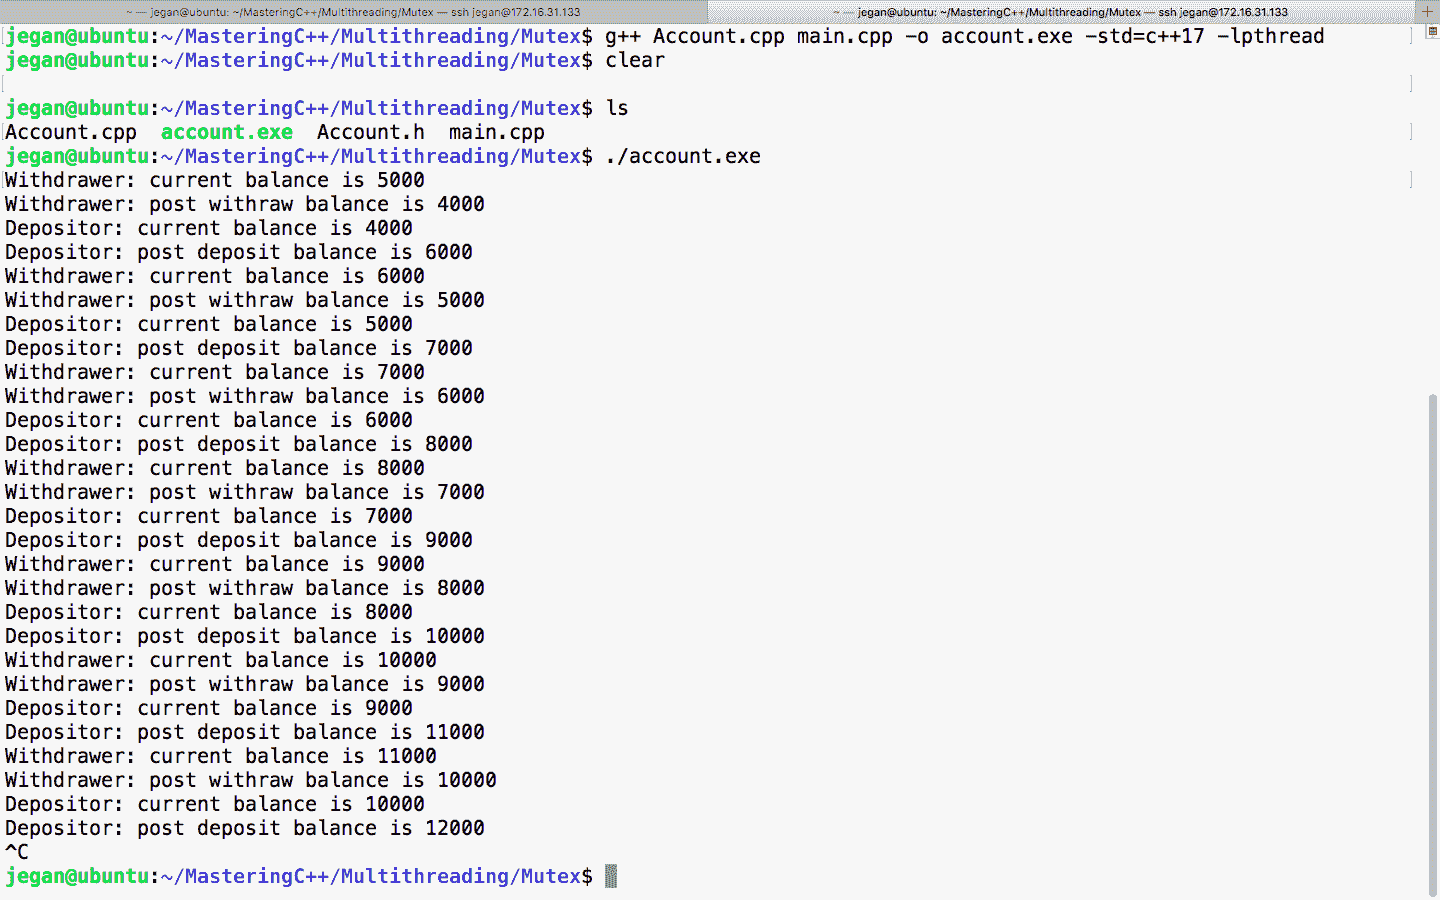 ~ — jegan@ubuntu: ~/MasteringC++/Multithreading/Mutex — ssh jegan@172.16.31.133
~ — jegan@ubuntu: ~/MasteringC++/Multithreading/Mutex — ssh jegan@172.16.31.133
jegan@ubuntu:~/MasteringC++/Multithreading/Mutex$ g++ Account.cpp main.cpp -o account.exe -std=c++17 -lpthread
jegan@ubuntu:~/MasteringC++/Multithreading/Mutex$ clear
jegan@ubuntu:~/MasteringC++/Multithreading/Mutex$ ls
Account.cpp  account.exe  Account.h  main.cpp
jegan@ubuntu:~/MasteringC++/Multithreading/Mutex$ ./account.exe
Withdrawer: current balance is 5000
Withdrawer: post withraw balance is 4000
Depositor: current balance is 4000
Depositor: post deposit balance is 6000
Withdrawer: current balance is 6000
Withdrawer: post withraw balance is 5000
Depositor: current balance is 5000
Depositor: post deposit balance is 7000
Withdrawer: current balance is 7000
Withdrawer: post withraw balance is 6000
Depositor: current balance is 6000
Depositor: post deposit balance is 8000
Withdrawer: current balance is 8000
Withdrawer: post withraw balance is 7000
Depositor: current balance is 7000
Depositor: post deposit balance is 9000
Withdrawer: current balance is 9000
Withdrawer: post withraw balance is 8000
Depositor: current balance is 8000
Depositor: post deposit balance is 10000
Withdrawer: current balance is 10000
Withdrawer: post withraw balance is 9000
Depositor: current balance is 9000
Depositor: post deposit balance is 11000
Withdrawer: current balance is 11000
Withdrawer: post withraw balance is 10000
Depositor: current balance is 10000
Depositor: post deposit balance is 12000
^C
jegan@ubuntu:~/MasteringC++/Multithreading/Mutex$